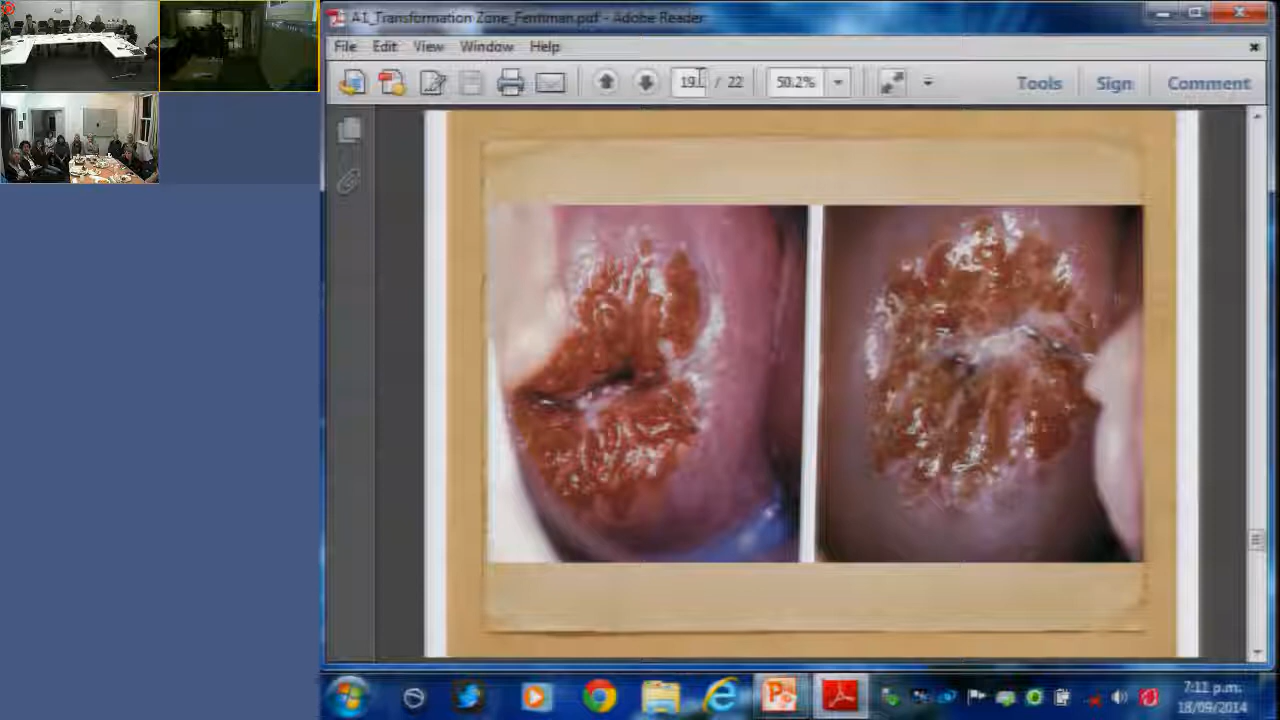 A1_Transformation Zone_Fentiman.pdf - Adobe Reader
File Edit View Window Help
19 / 22 50.2% Tools Sign Comment
7:11 p.m.
18/09/2014